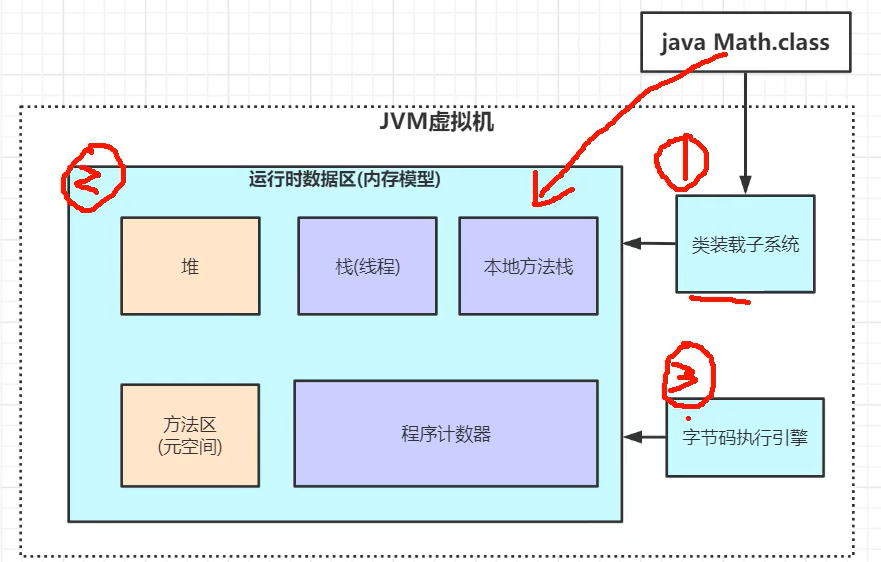 java Math.class
JVM虚拟机
①
②
运行时数据区(内存模型)
堆
栈(线程)
本地方法栈
类装载子系统
③
方法区
(元空间)
程序计数器
字节码执行引擎